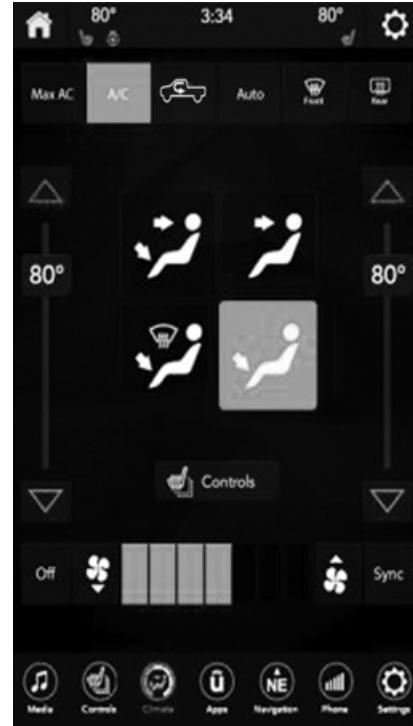 80° 3:34 80°
Max AC A/C Auto Front Rear
80° 80°
Controls
Off Sync
Media Controls Climate Apps Navigation Phone Settings
ū NE